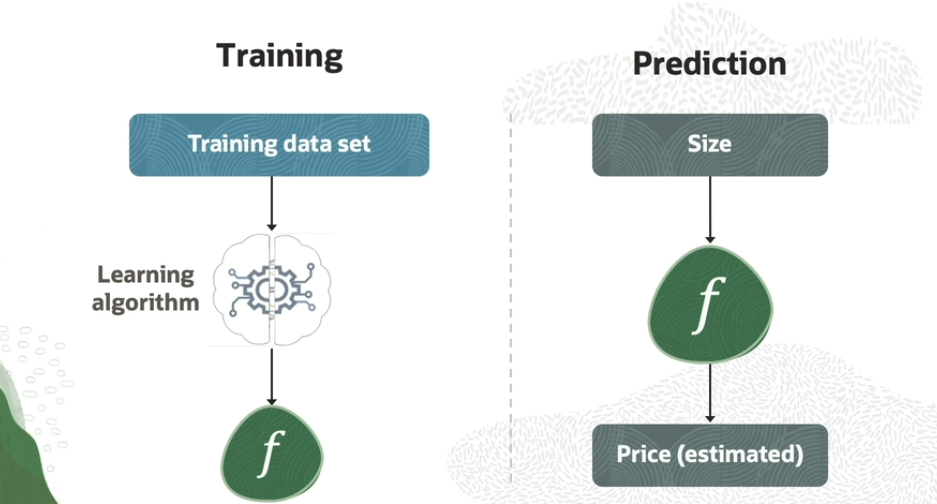 Training
Training data set
Learning
algorithm
f
Prediction
Size
f
Price (estimated)